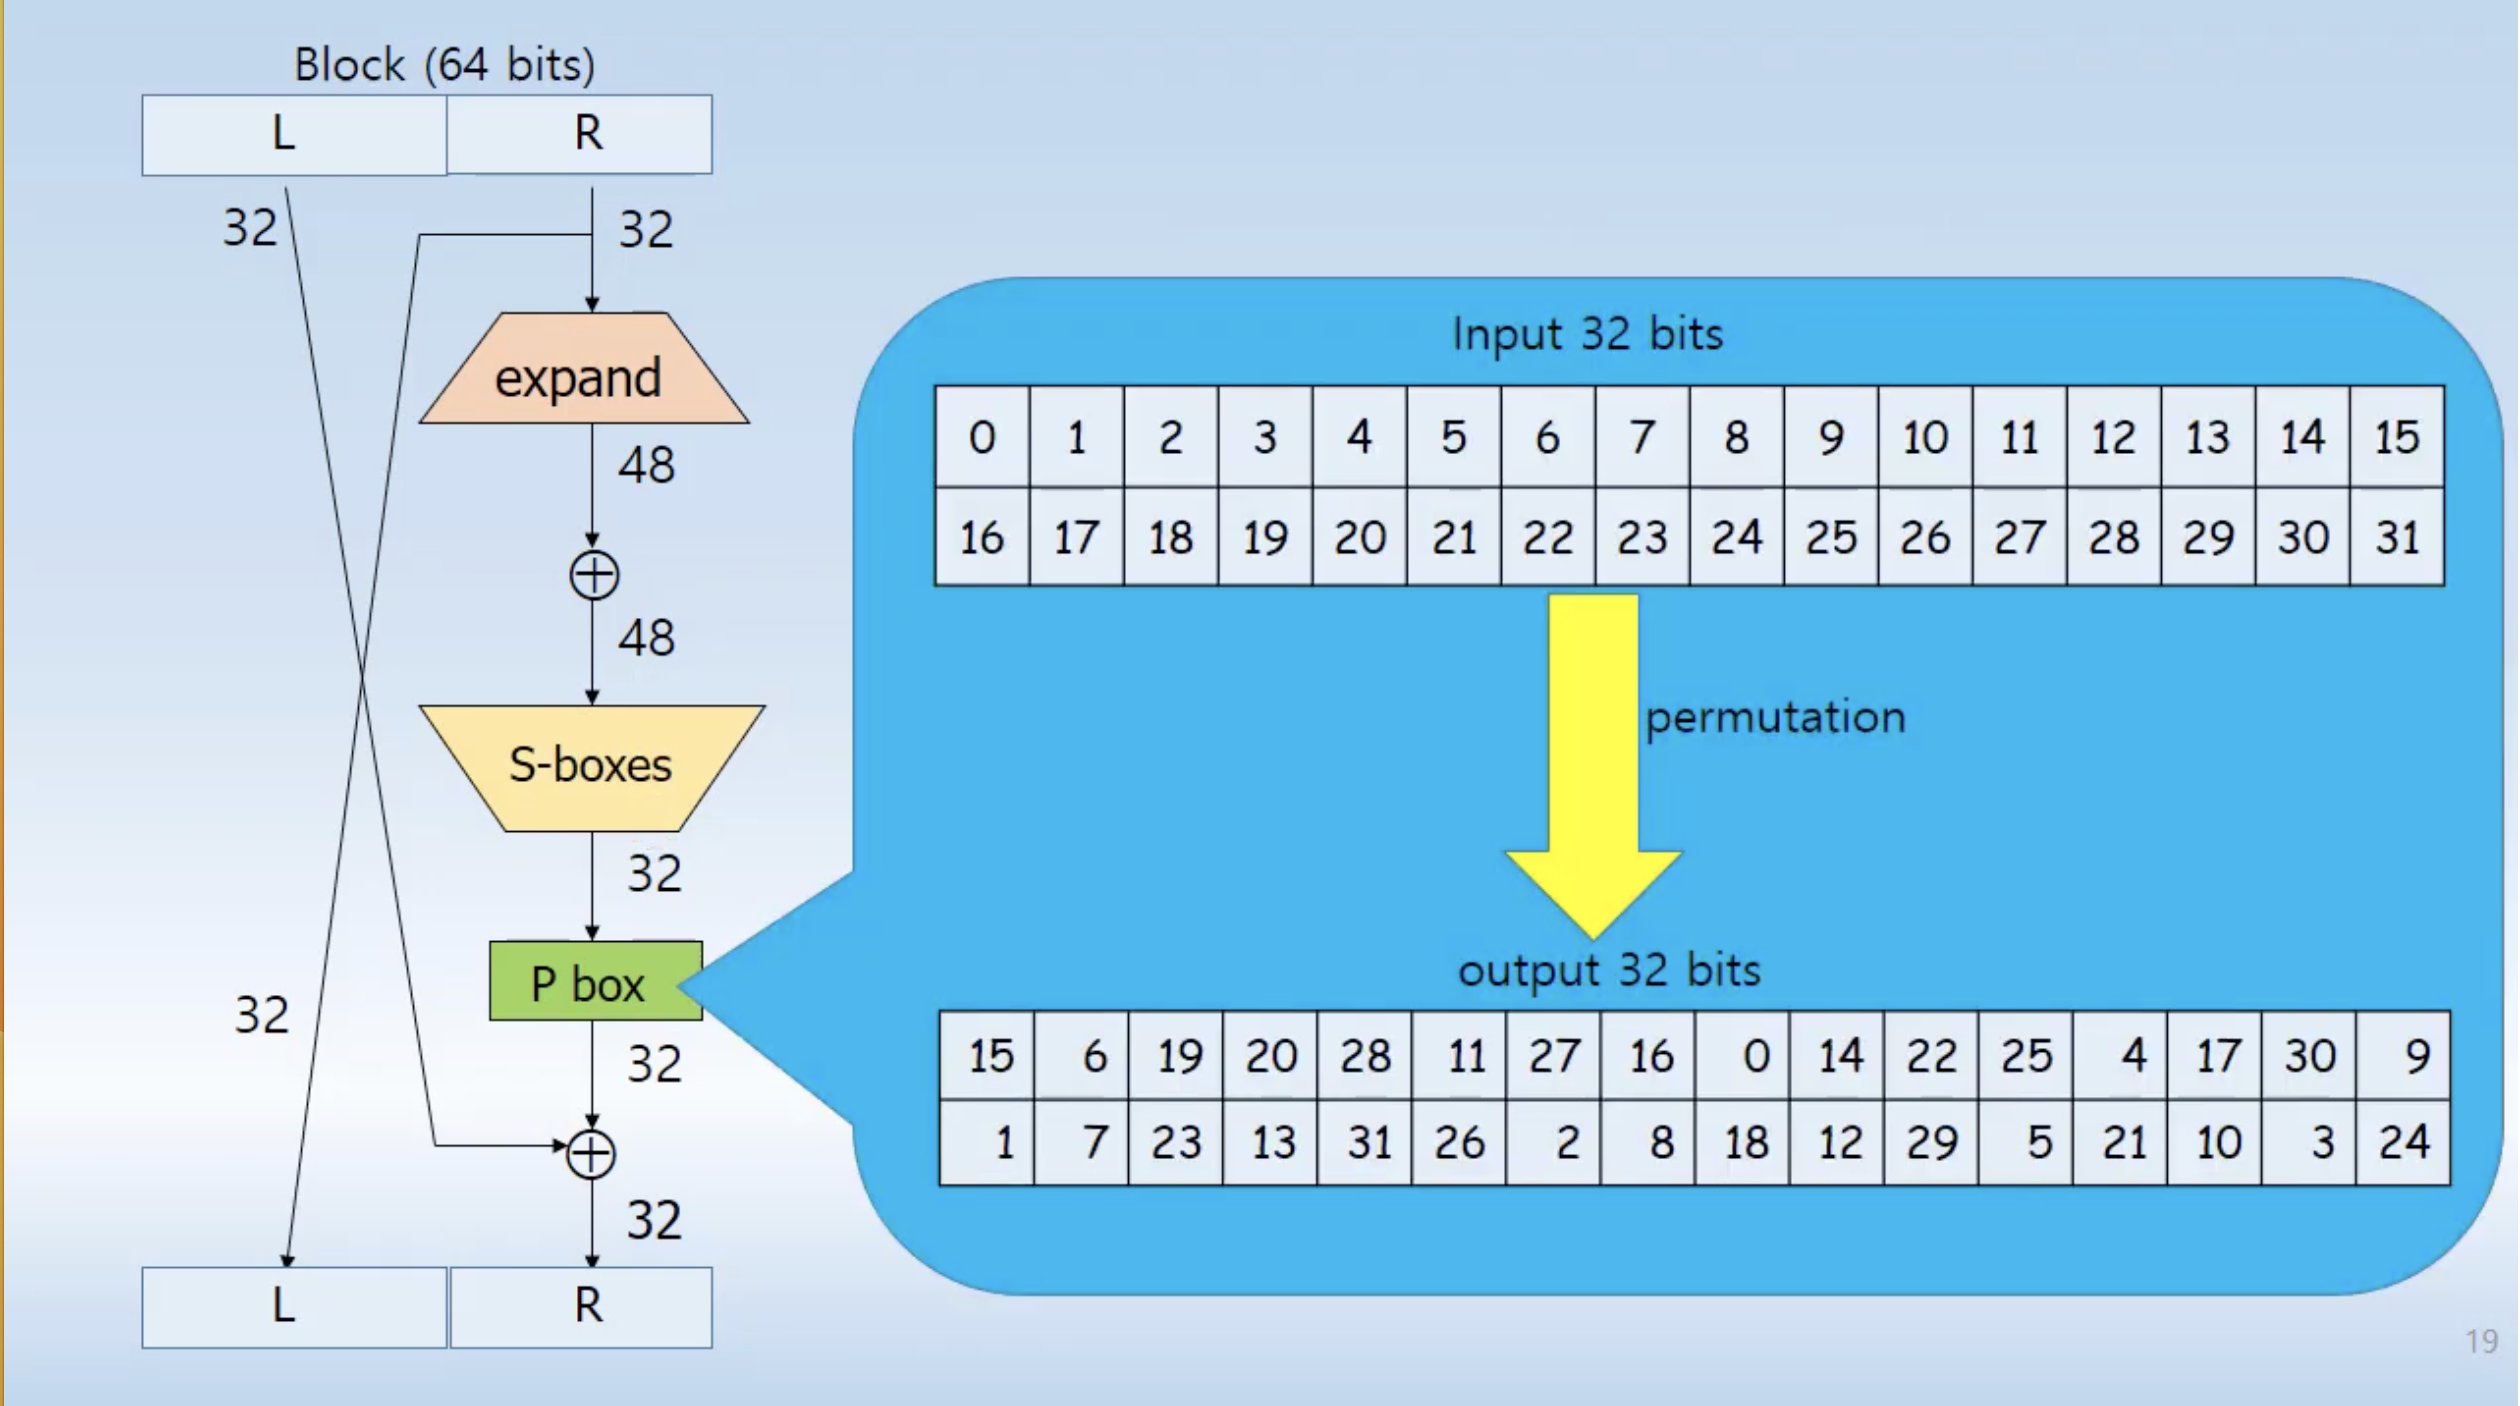 Block (64 bits)
L R
32 32
expand
48
48
S-boxes
32
P box
32
32
32
L R
Input 32 bits
0 1 2 3 4 5 6 7 8 9 10 11 12 13 14 15
16 17 18 19 20 21 22 23 24 25 26 27 28 29 30 31
permutation
output 32 bits
15 6 19 20 28 11 27 16 0 14 22 25 4 17 30 9
1 7 23 13 31 26 2 8 18 12 29 5 21 10 3 24
19